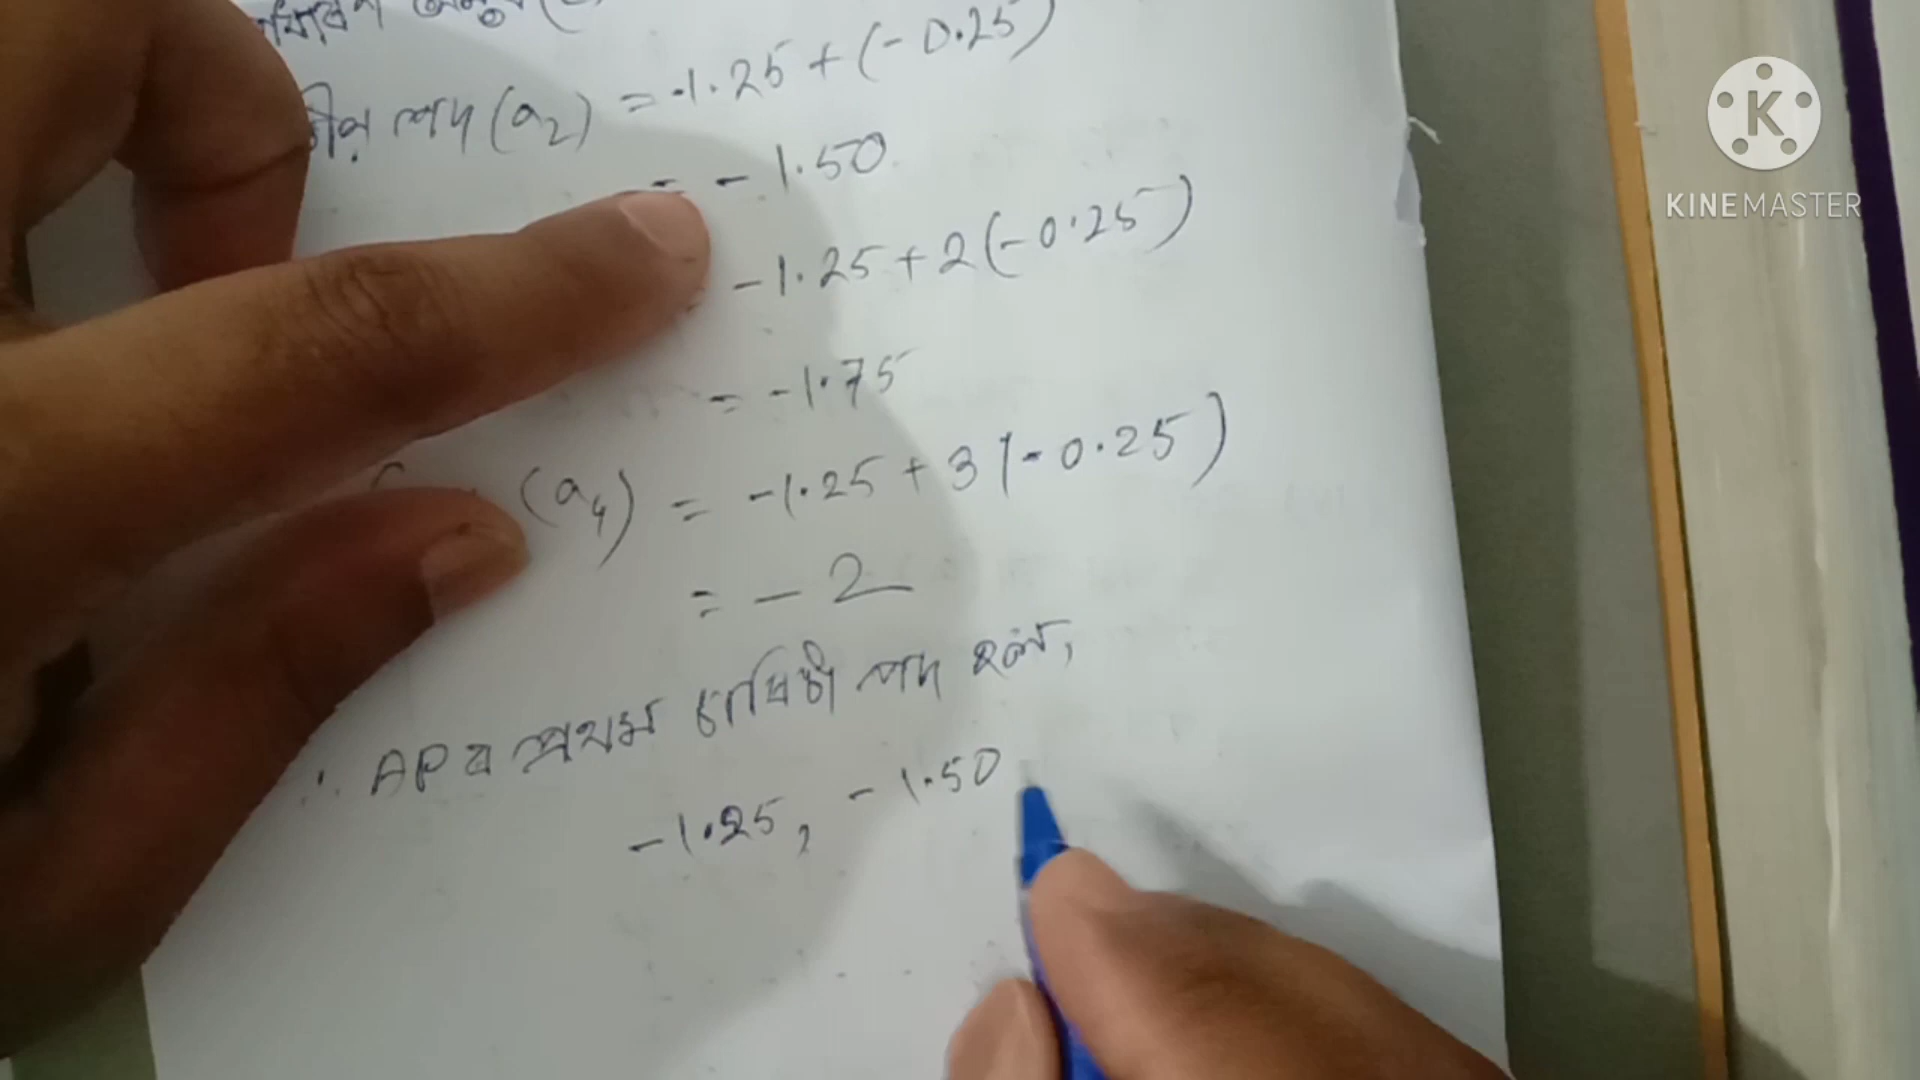 পদ (a2) = -1.25 + (-0.25)
= -1.50
-1.25 + 2(-0.25)
= -1.75
(a4) = -1.25 + 3(-0.25)
= -2
∴ AP ৰ প্ৰথম চাৰিটা পদ হ'ল,
-1.25, -1.50
K
KINEMASTER